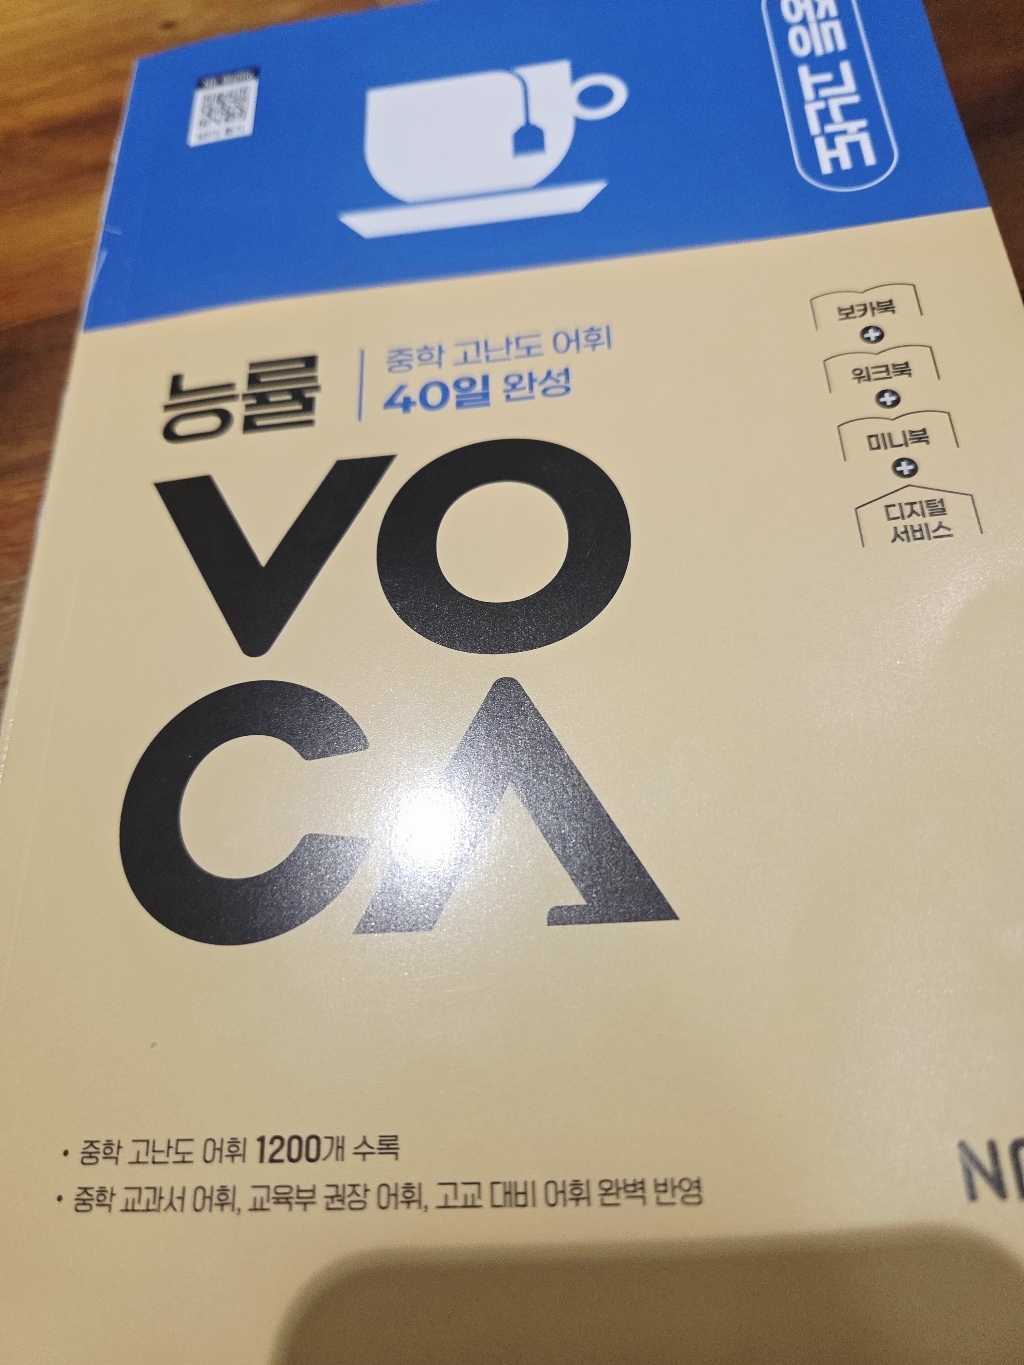 중등 고난도
능률
중학 고난도 어휘
40일 완성
VO
CA
보카북
+
워크북
+
미니북
+
디지털
서비스
• 중학 고난도 어휘 1200개 수록
• 중학 교과서 어휘, 교육부 권장 어휘, 고교 대비 어휘 완벽 반영